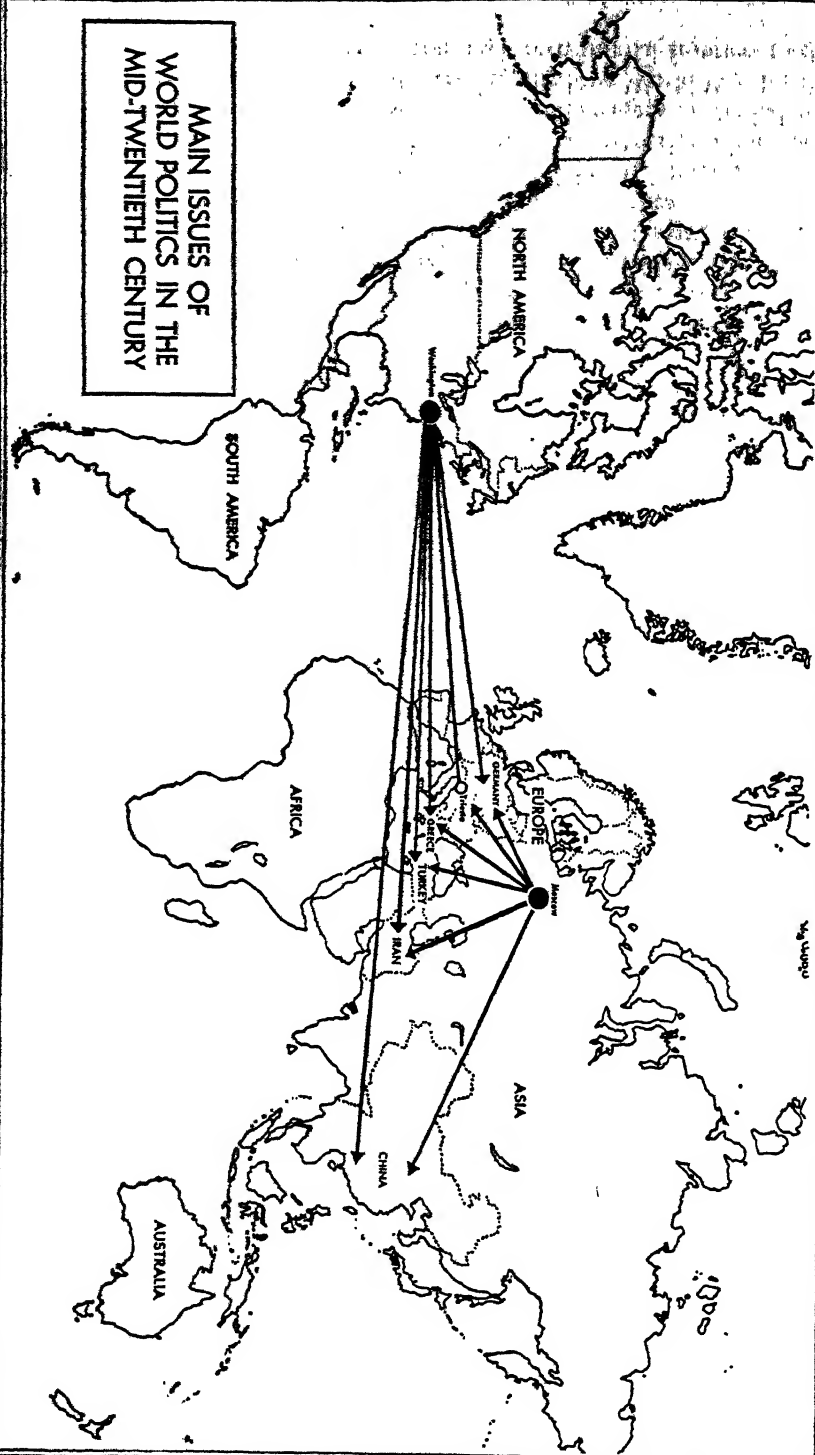 MAIN ISSUES OF
WORLD POLITICS IN THE
MID-TWENTIETH CENTURY
NORTH AMERICA
Washington
SOUTH AMERICA
EUROPE
GERMANY
Trieste
GREECE
TURKEY
Moscow
IRAN
AFRICA
ASIA
CHINA
AUSTRALIA